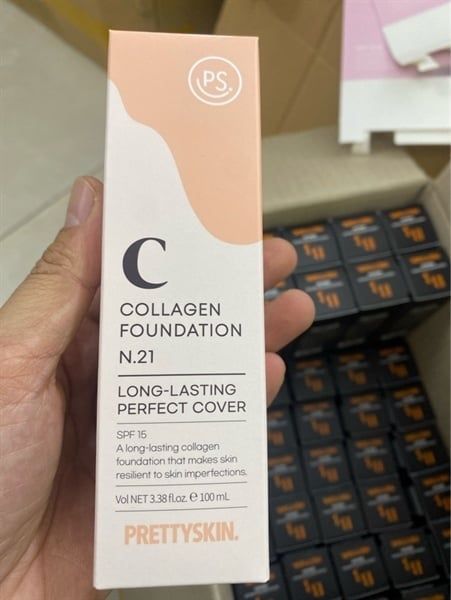 PS.
C
COLLAGEN
FOUNDATION
N.21
LONG-LASTING
PERFECT COVER
SPF 15
A long-lasting collagen
foundation that makes skin
resilient to skin imperfections.
Vol NET 3.38 fl.oz. ℮ 100 mL
PRETTYSKIN.